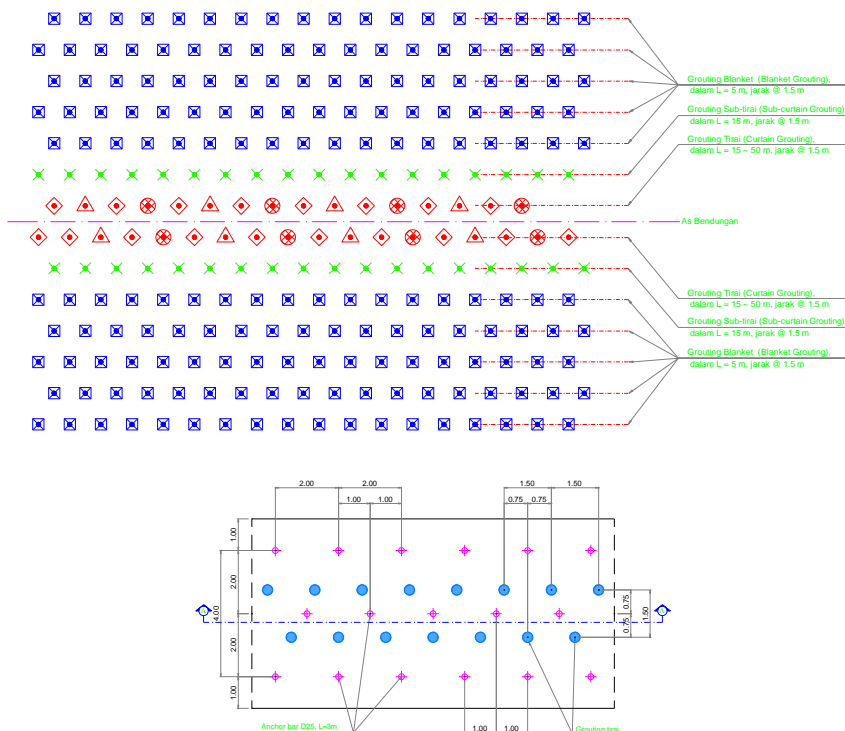 Grouting Blanket (Blanket Grouting),
dalam L = 5 m, jarak @ 1.5 m
Grouting Sub-tirai (Sub-curtain Grouting)
dalam L = 15 m, jarak @ 1.5 m
Grouting Tirai (Curtain Grouting),
dalam L = 15 ~ 50 m, jarak @ 1.5 m.
As Bendungan
Grouting Tirai (Curtain Grouting),
dalam L = 15 ~ 50 m, jarak @ 1.5 m.
Grouting Sub-tirai (Sub-curtain Grouting)
dalam L = 15 m, jarak @ 1.5 m
Grouting Blanket (Blanket Grouting),
dalam L = 5 m, jarak @ 1.5 m
2.00 2.00 1.50 1.50
1.00 1.00 0.75 0.75
1.00
2.00
4.00
2.00
1.00
0.75
0.75
1.50
Anchor bar D25, L=3m
1.00 1.00
Grouting tirai